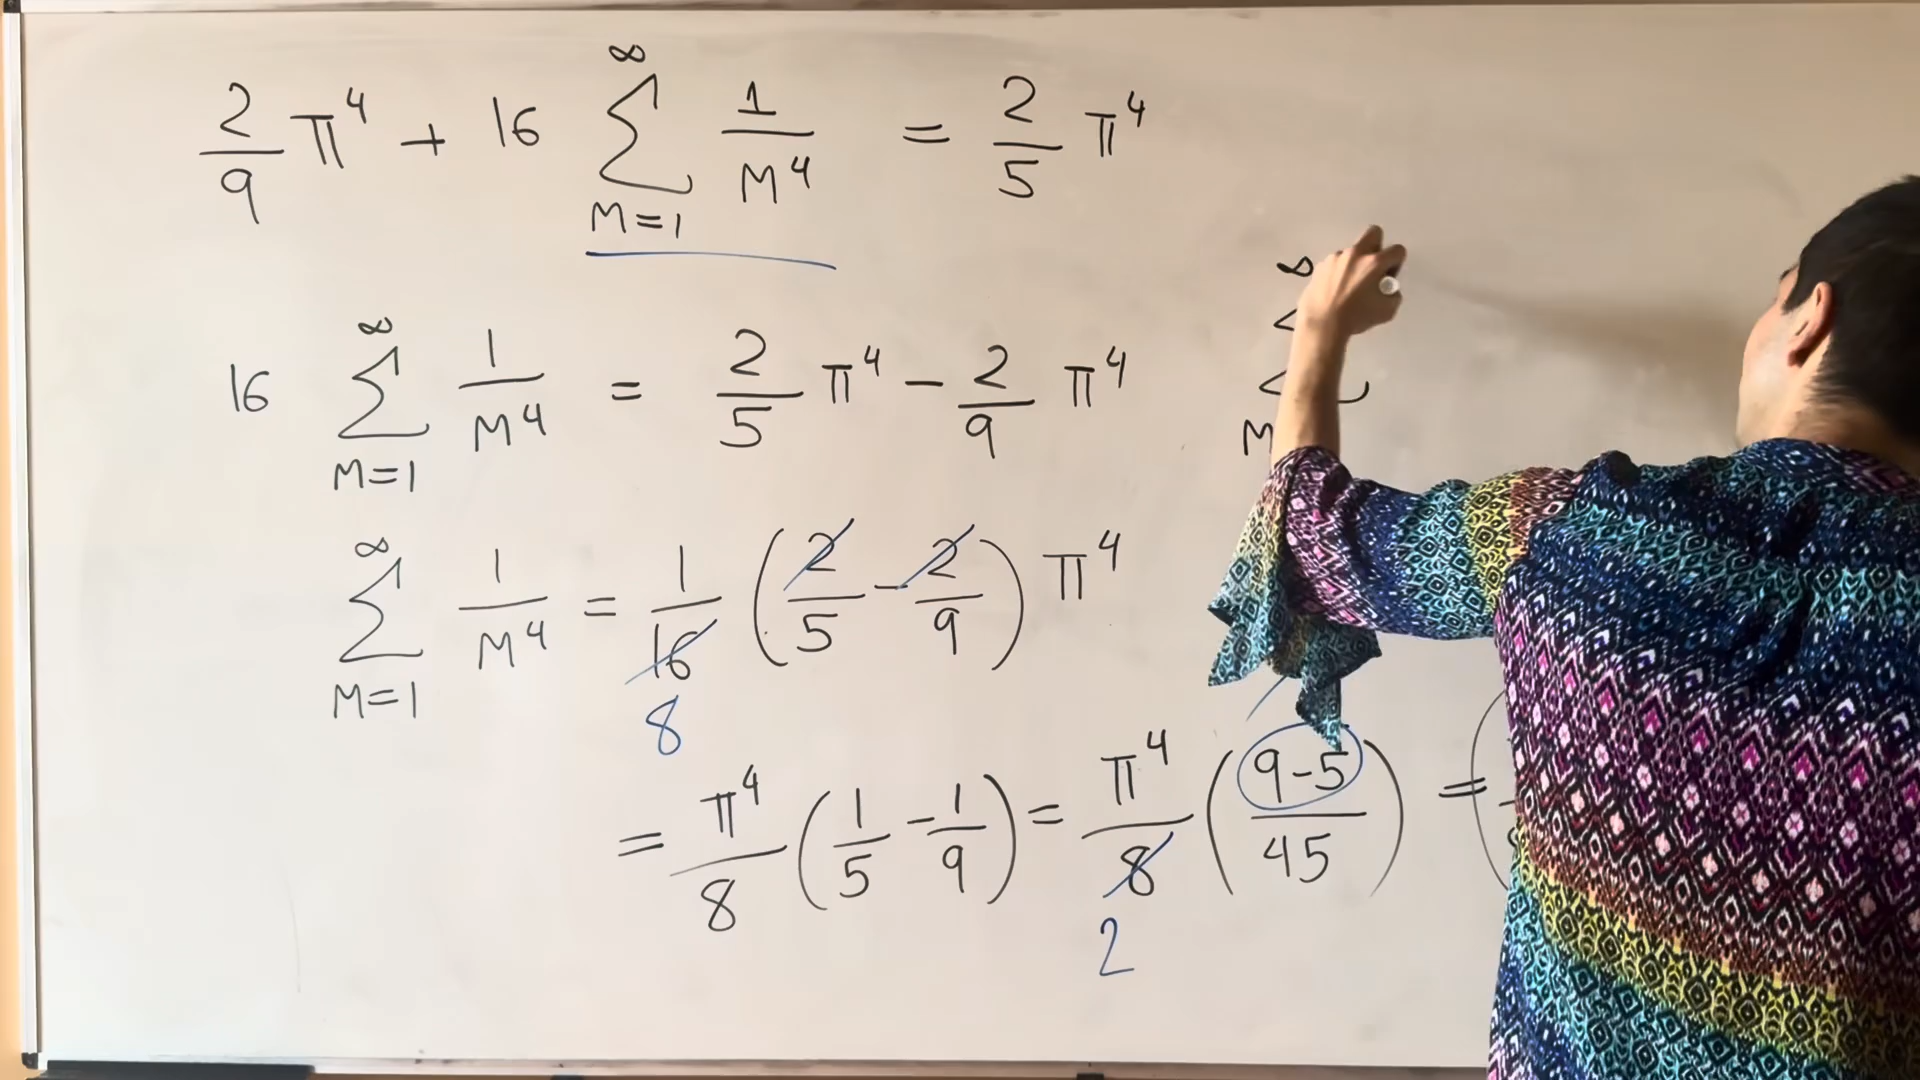 2/9 π⁴ + 16 ∑_{M=1}^{∞} 1/M⁴ = 2/5 π⁴
16 ∑_{M=1}^{∞} 1/M⁴ = 2/5 π⁴ − 2/9 π⁴
∞ M
∑_{M=1}^{∞} 1/M⁴ = 1/16 (2/5 − 2/9) π⁴
8
= π⁴/8 (1/5 − 1/9) = π⁴/8 ((9−5)/45) =
2